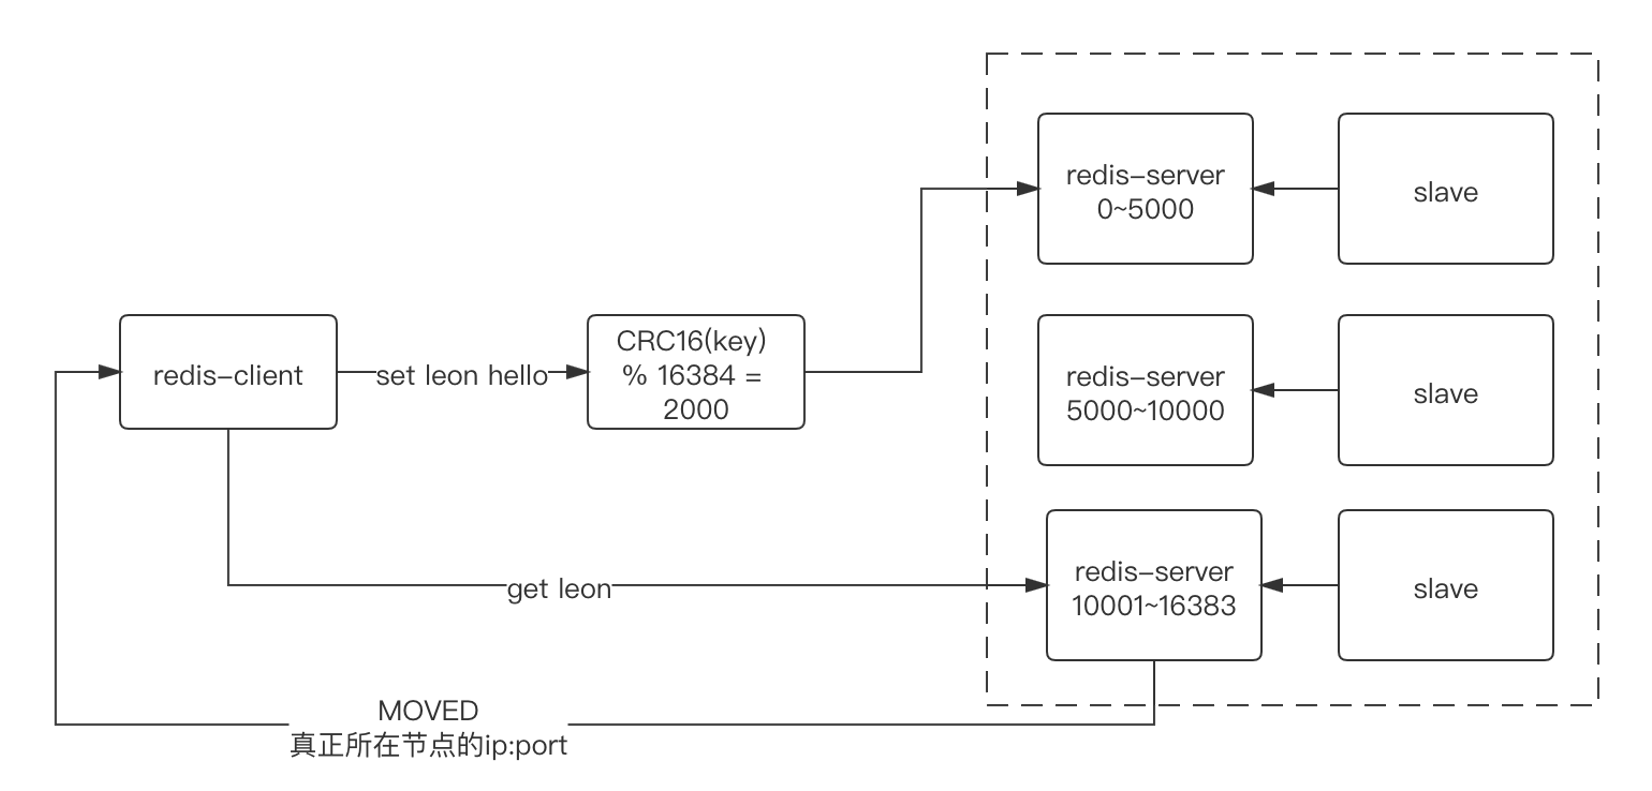 redis-server
0~5000
slave
redis-client
set leon hello
CRC16(key)
% 16384 =
2000
redis-server
5000~10000
slave
get leon
redis-server
10001~16383
slave
MOVED
真正所在节点的ip:port